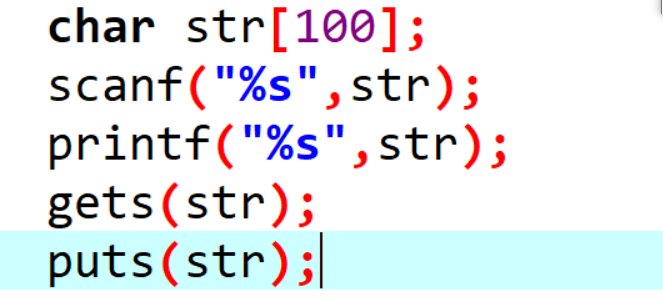 char str[100];
scanf("%s",str);
printf("%s",str);
gets(str);
puts(str);